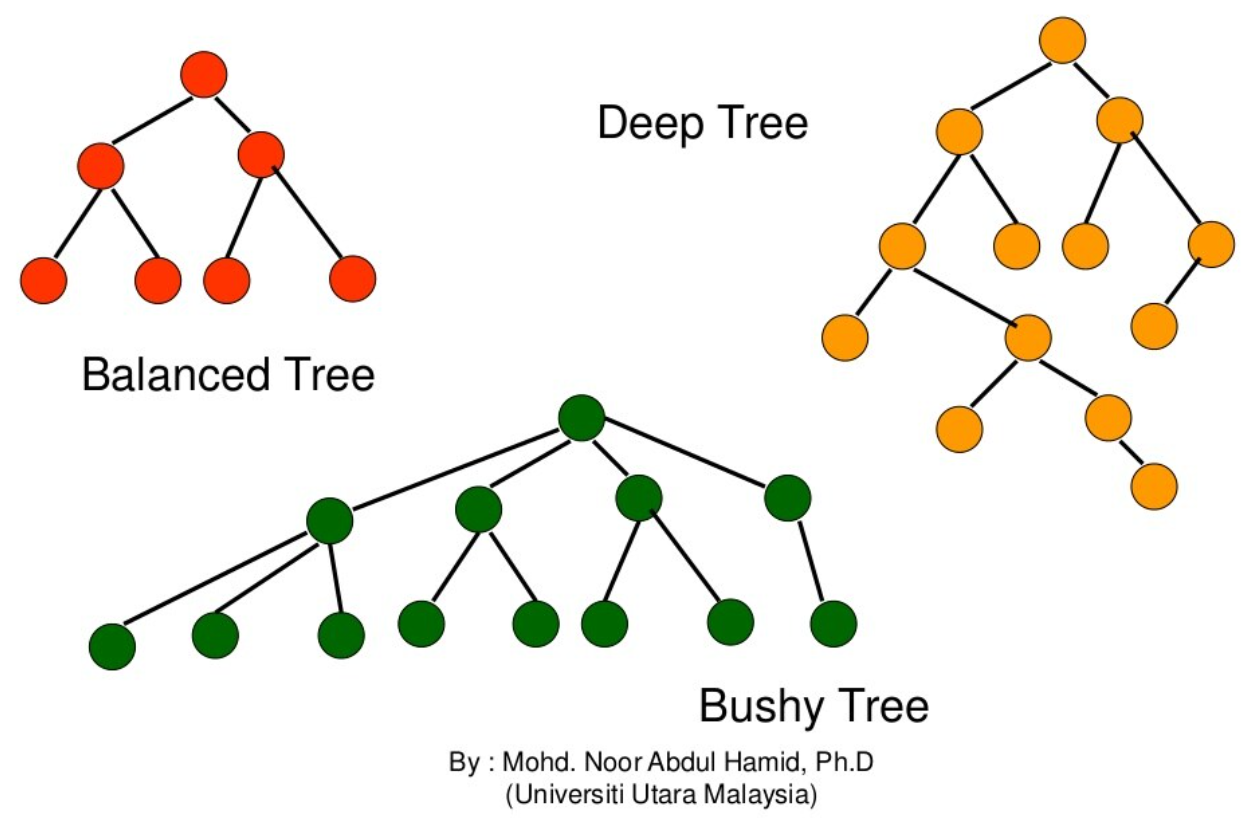 Deep Tree
Balanced Tree
Bushy Tree
By : Mohd. Noor Abdul Hamid, Ph.D
(Universiti Utara Malaysia)